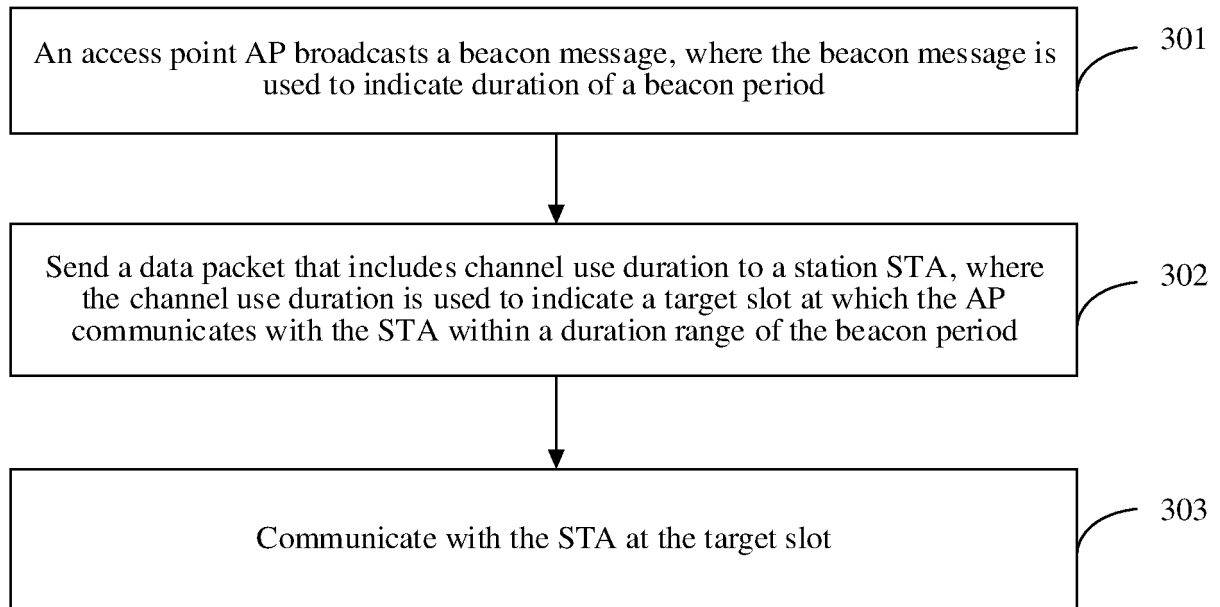 An access point AP broadcasts a beacon message, where the beacon message is
used to indicate duration of a beacon period
301
Send a data packet that includes channel use duration to a station STA, where
the channel use duration is used to indicate a target slot at which the AP
communicates with the STA within a duration range of the beacon period
302
Communicate with the STA at the target slot
303